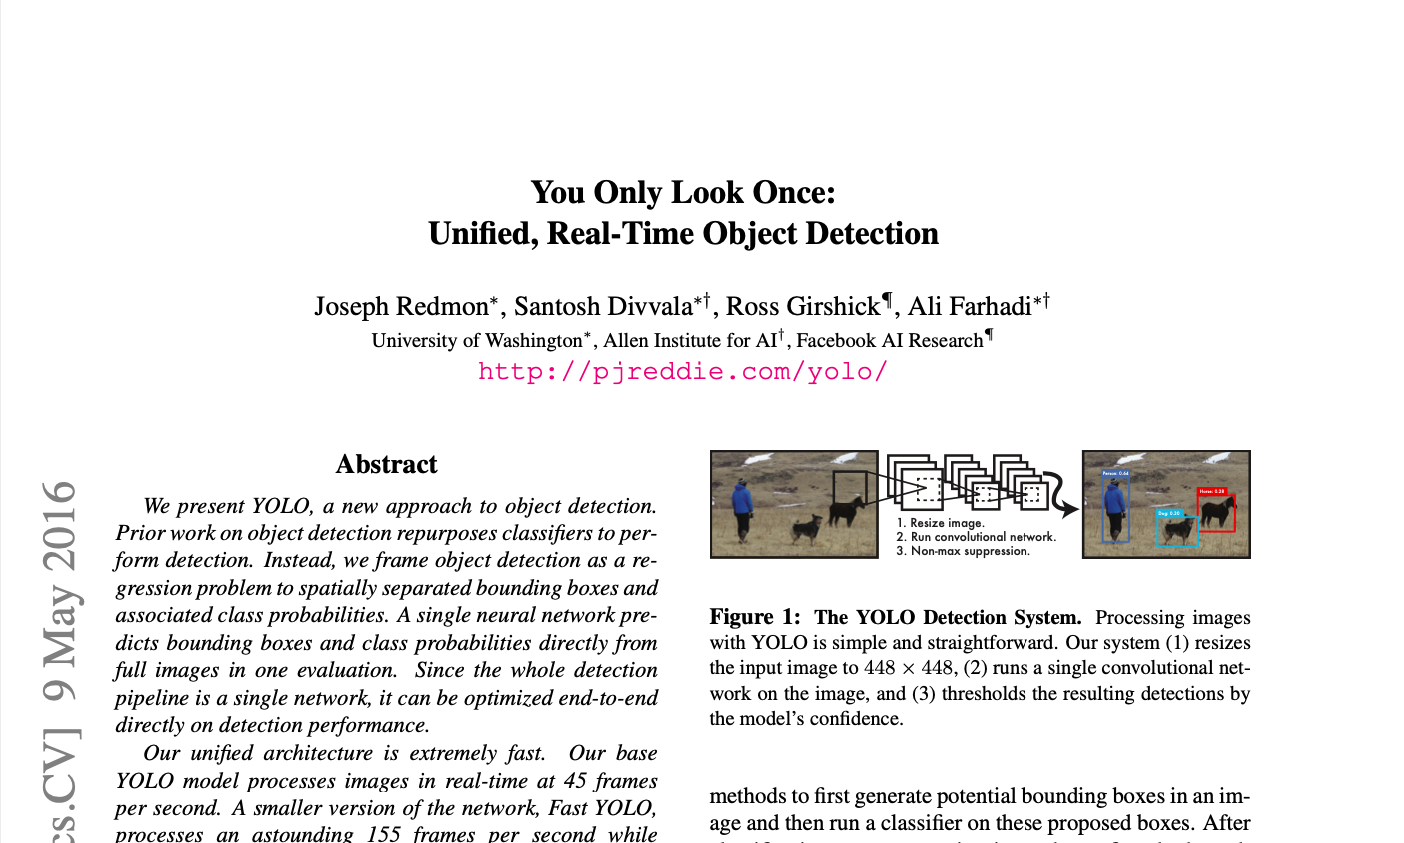 You Only Look Once:
Unified, Real-Time Object Detection
Joseph Redmon*, Santosh Divvala*†, Ross Girshick¶, Ali Farhadi*†
University of Washington*, Allen Institute for AI†, Facebook AI Research¶
http://pjreddie.com/yolo/
cs.CV] 9 May 2016
Abstract
We present YOLO, a new approach to object detection.
Prior work on object detection repurposes classifiers to per-
form detection. Instead, we frame object detection as a re-
gression problem to spatially separated bounding boxes and
associated class probabilities. A single neural network pre-
dicts bounding boxes and class probabilities directly from
full images in one evaluation. Since the whole detection
pipeline is a single network, it can be optimized end-to-end
directly on detection performance.
Our unified architecture is extremely fast. Our base
YOLO model processes images in real-time at 45 frames
per second. A smaller version of the network, Fast YOLO,
processes an astounding 155 frames per second while
1. Resize image.
2. Run convolutional network.
3. Non-max suppression.
Person: 0.64
Horse: 0.28
Dog: 0.30
Figure 1: The YOLO Detection System. Processing images
with YOLO is simple and straightforward. Our system (1) resizes
the input image to 448 × 448, (2) runs a single convolutional net-
work on the image, and (3) thresholds the resulting detections by
the model's confidence.
methods to first generate potential bounding boxes in an im-
age and then run a classifier on these proposed boxes. After